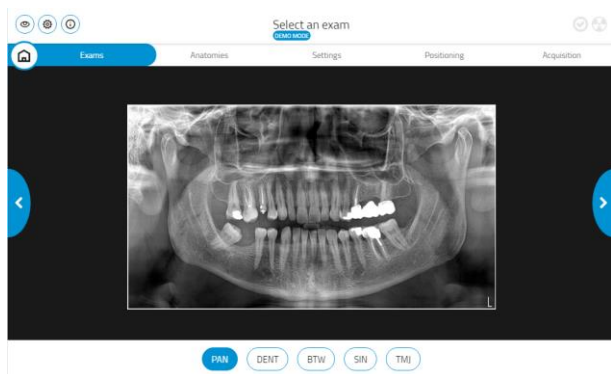 Select an exam
DEMO MODE
Exams
Anatomies
Settings
Positioning
Acquisition
L
PAN
DENT
BTW
SIN
TMJ